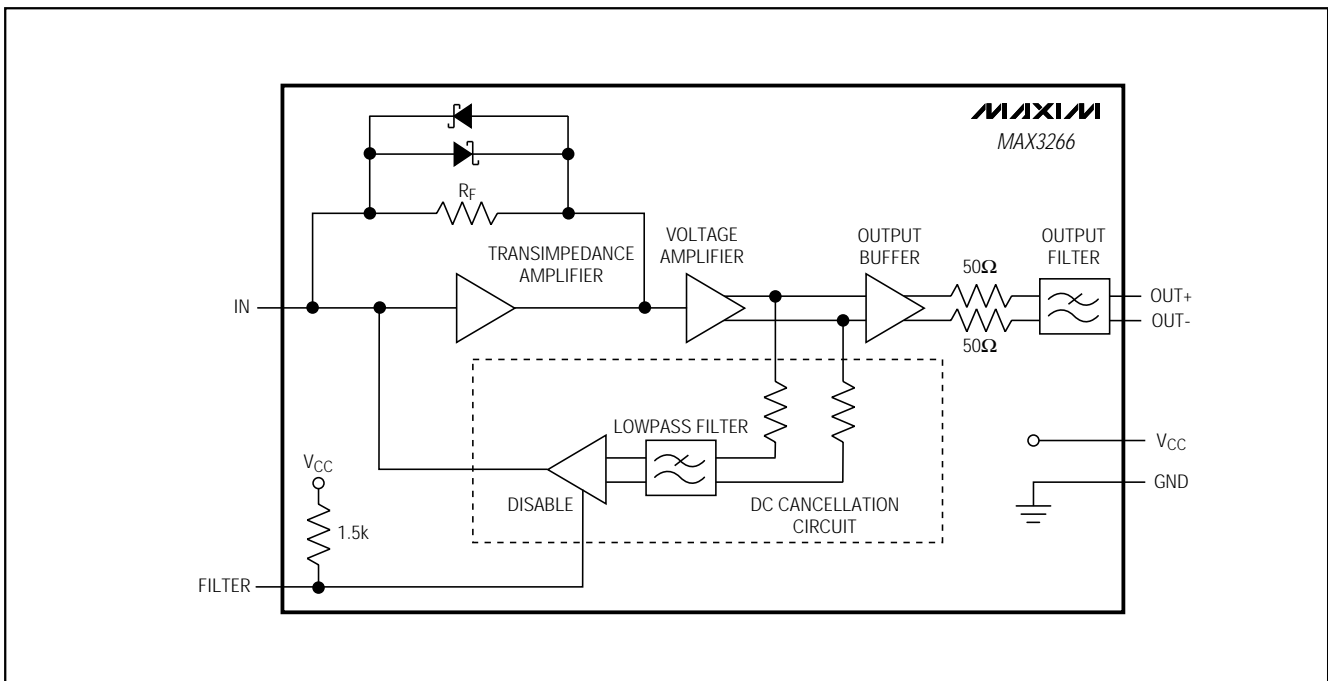 MAXIM
MAX3266
RF
TRANSIMPEDANCE
AMPLIFIER
VOLTAGE
AMPLIFIER
OUTPUT
BUFFER
OUTPUT
FILTER
50Ω
50Ω
IN
OUT+
OUT-
LOWPASS FILTER
DISABLE
DC CANCELLATION
CIRCUIT
VCC
1.5k
FILTER
VCC
GND